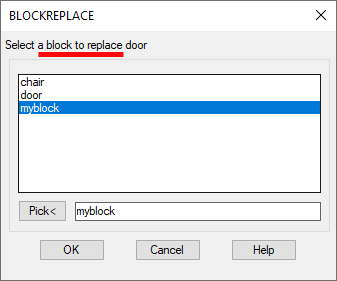 BLOCKREPLACE
Select a block to replace door
chair
door
myblock
Pick< myblock
OK Cancel Help